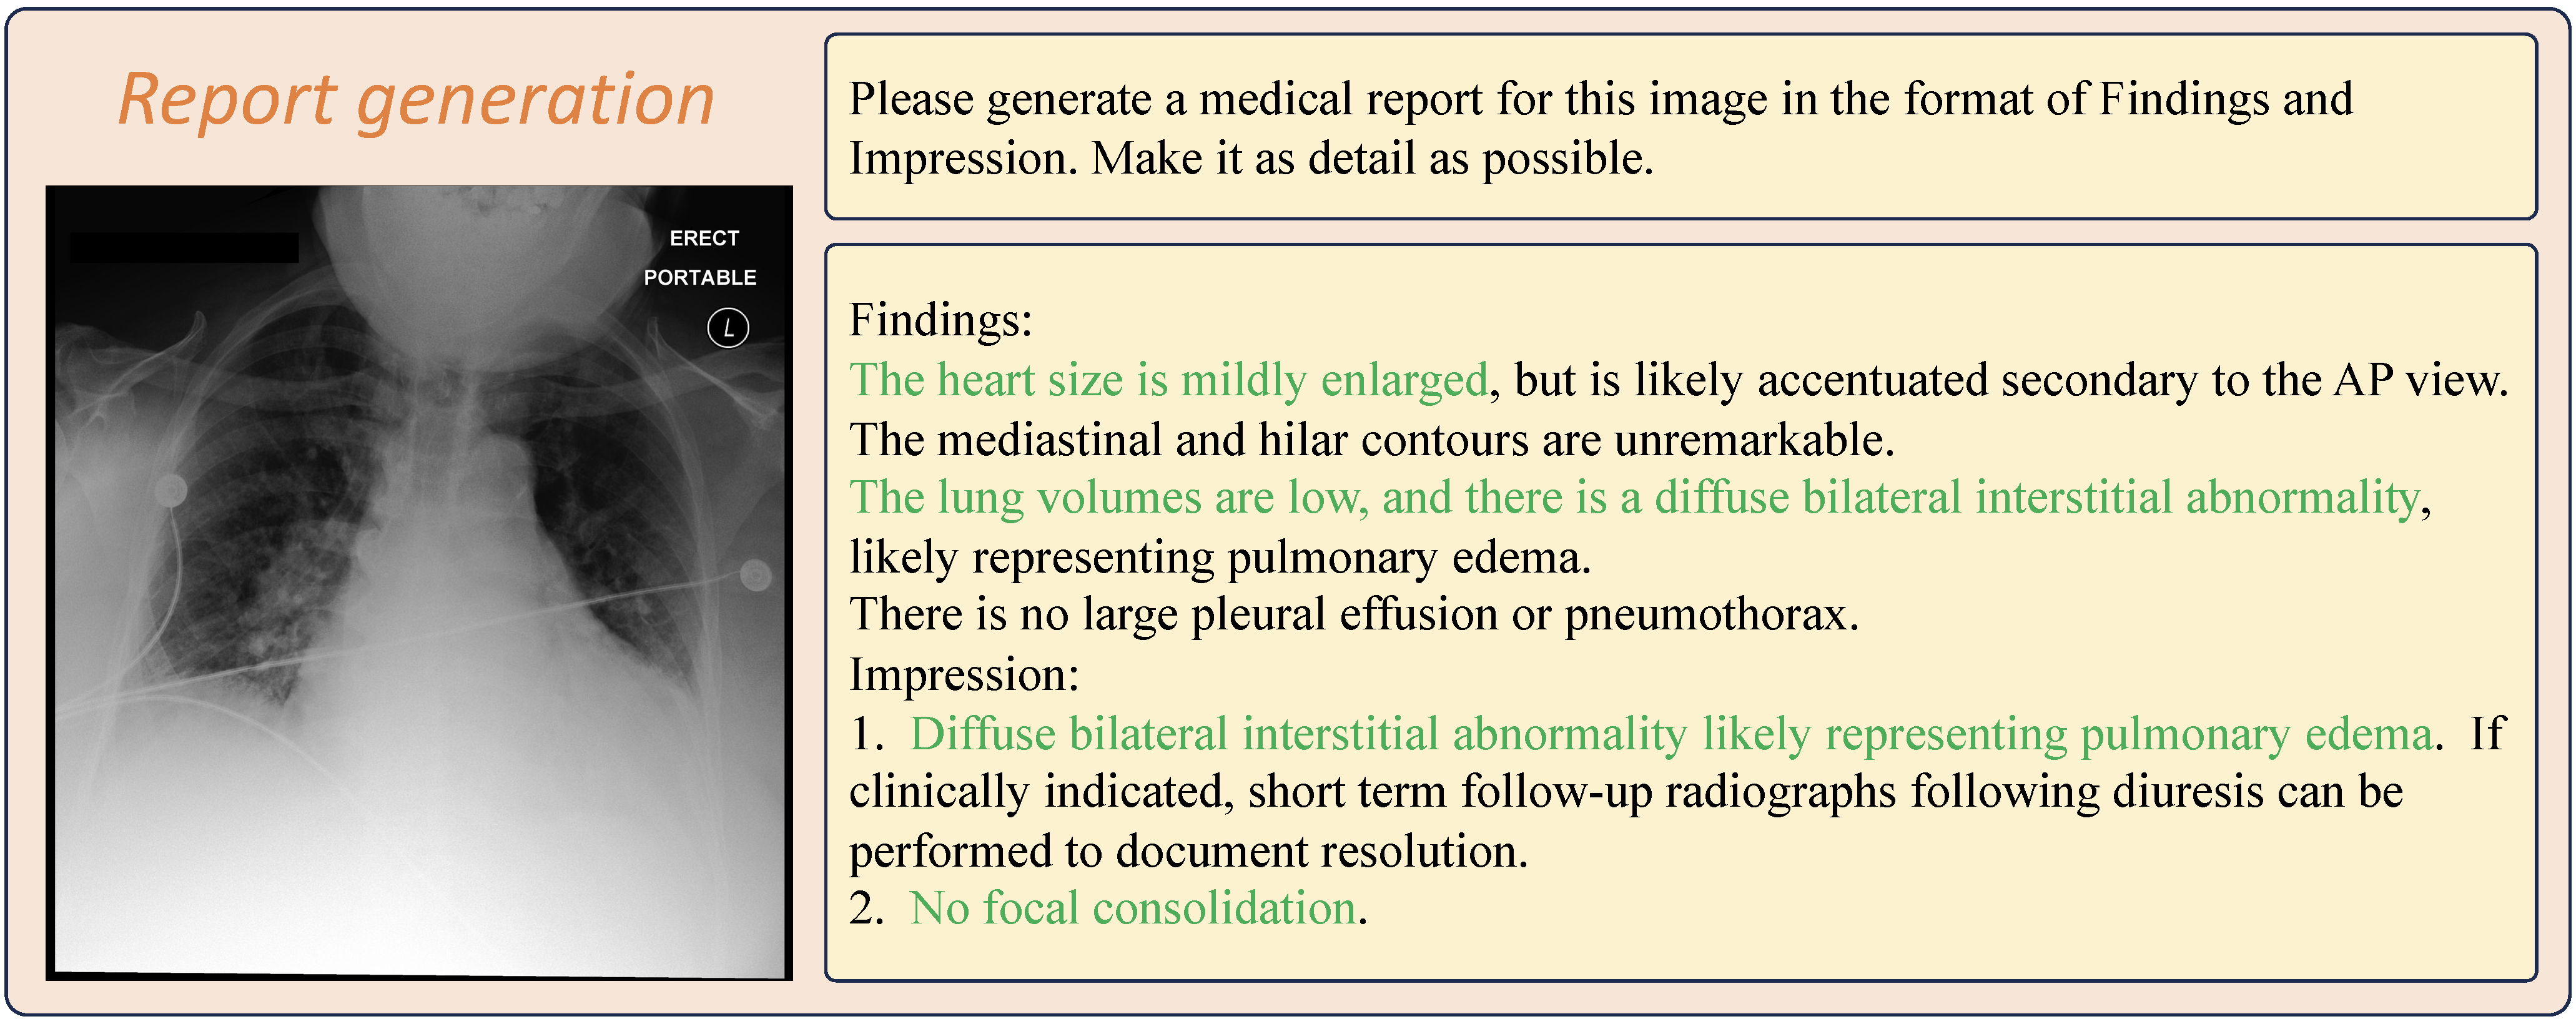 Report generation
ERECT
PORTABLE
L
Please generate a medical report for this image in the format of Findings and
Impression. Make it as detail as possible.
Findings:
The heart size is mildly enlarged, but is likely accentuated secondary to the AP view.
The mediastinal and hilar contours are unremarkable.
The lung volumes are low, and there is a diffuse bilateral interstitial abnormality,
likely representing pulmonary edema.
There is no large pleural effusion or pneumothorax.
Impression:
1. Diffuse bilateral interstitial abnormality likely representing pulmonary edema. If
clinically indicated, short term follow-up radiographs following diuresis can be
performed to document resolution.
2. No focal consolidation.